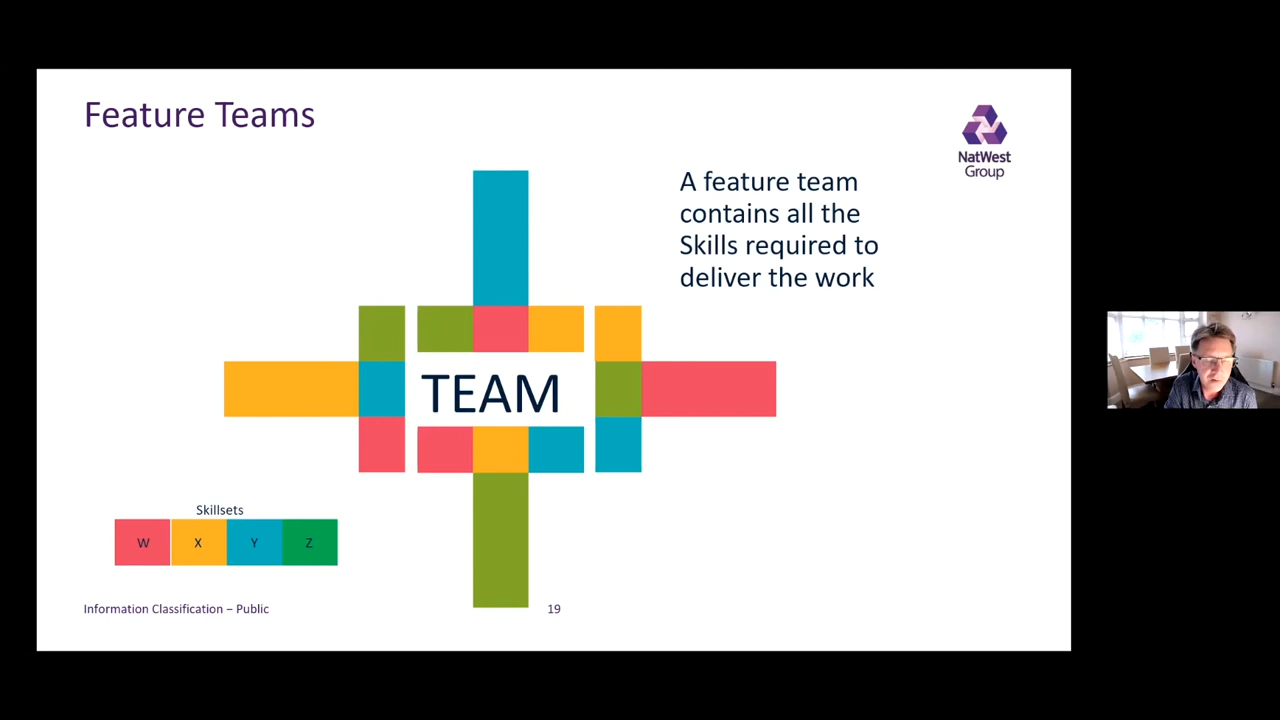 Feature Teams
NatWest
Group
A feature team
contains all the
Skills required to
deliver the work
TEAM
Skillsets
W X Y Z
Information Classification – Public
19